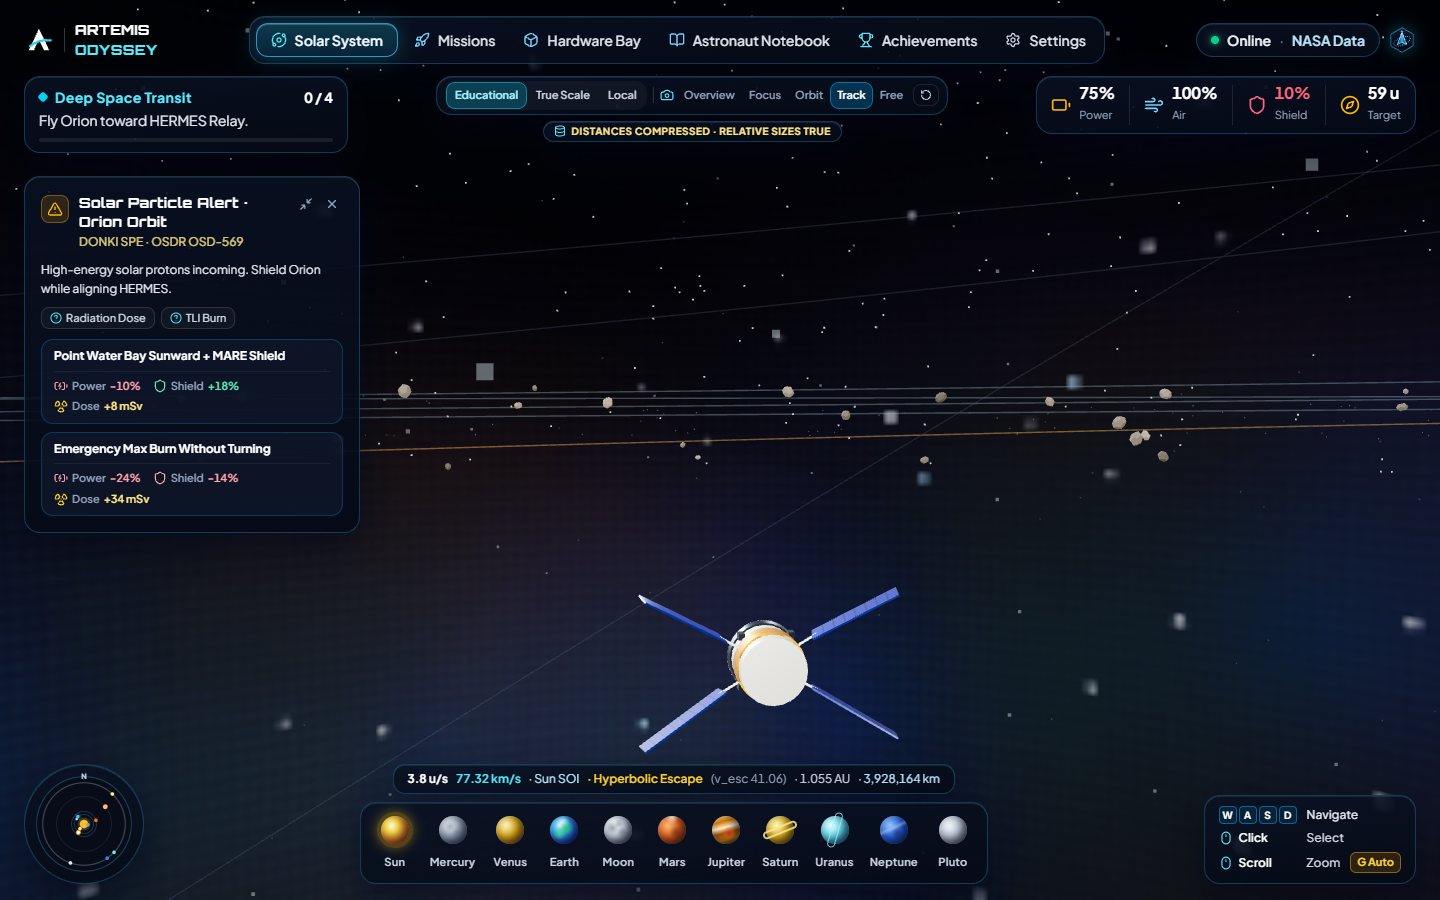 ARTEMIS
ODYSSEY
Solar System
Missions
Hardware Bay
Astronaut Notebook
Achievements
Settings
Online · NASA Data
Deep Space Transit 0 / 4
Fly Orion toward HERMES Relay.
Educational True Scale Local Overview Focus Orbit Track Free
DISTANCES COMPRESSED · RELATIVE SIZES TRUE
75% Power
100% Air
10% Shield
59 u Target
Solar Particle Alert ·
Orion Orbit
DONKI SPE · OSDR OSD-569
High-energy solar protons incoming. Shield Orion
while aligning HERMES.
Radiation Dose TLI Burn
Point Water Bay Sunward + MARE Shield
Power -10% Shield +18%
Dose +8 mSv
Emergency Max Burn Without Turning
Power -24% Shield -14%
Dose +34 mSv
N
3.8 u/s 77.32 km/s · Sun SOI · Hyperbolic Escape (v_esc 41.06) · 1.055 AU · 3,928,164 km
Sun Mercury Venus Earth Moon Mars Jupiter Saturn Uranus Neptune Pluto
W A S D Navigate
Click Select
Scroll Zoom G Auto